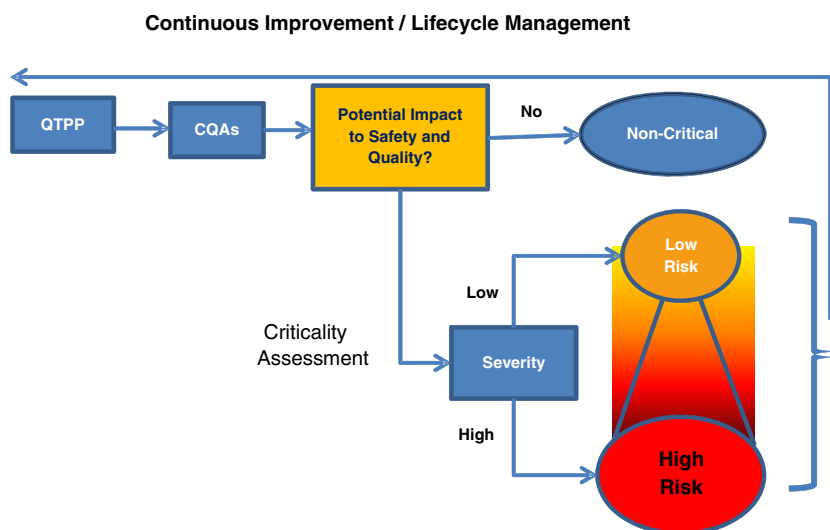 Continuous Improvement / Lifecycle Management
QTPP
CQAs
Potential Impact
to Safety and
Quality?
No
Non-Critical
Low
Risk
Low
Criticality
Assessment
Severity
High
High
Risk